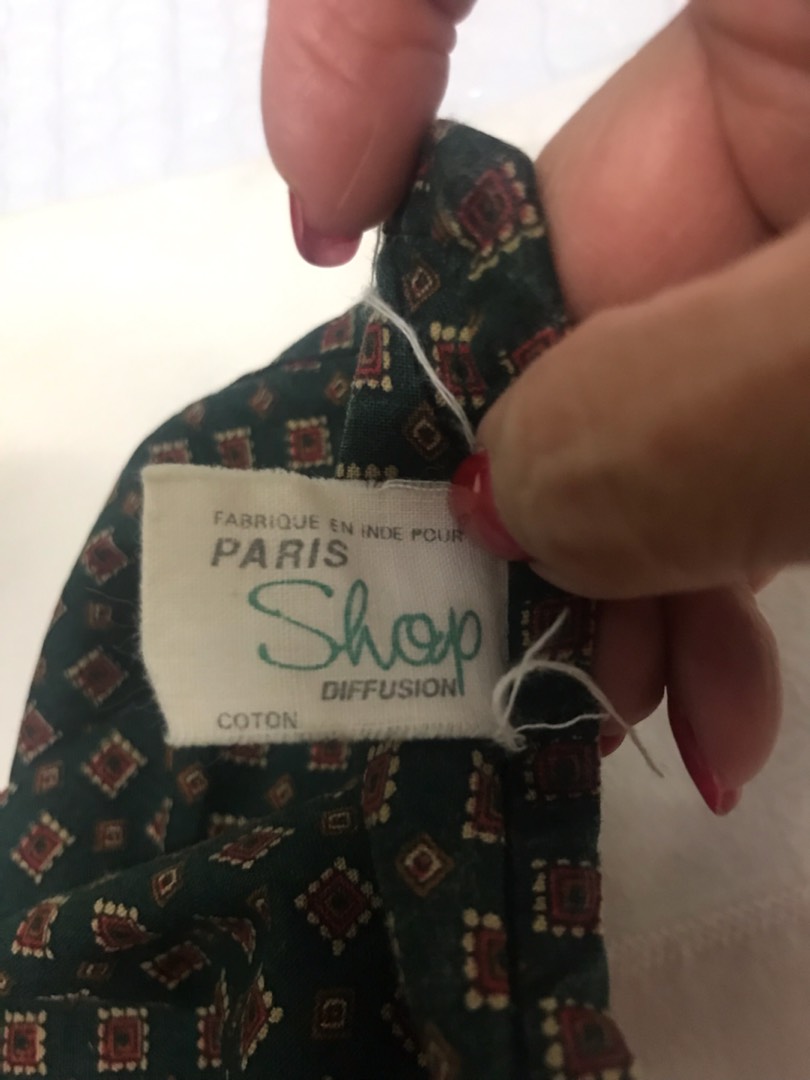 FABRIQUE EN INDE POUR
PARIS
Shop
DIFFUSION
COTON